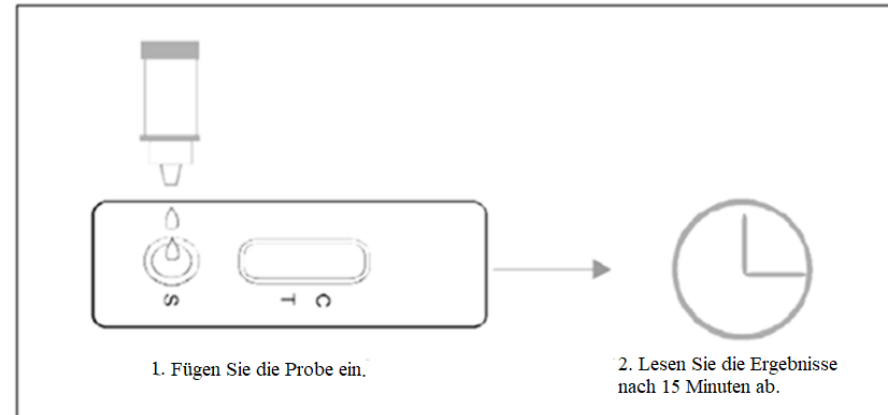 S
T C
1. Fügen Sie die Probe ein.
2. Lesen Sie die Ergebnisse
nach 15 Minuten ab.